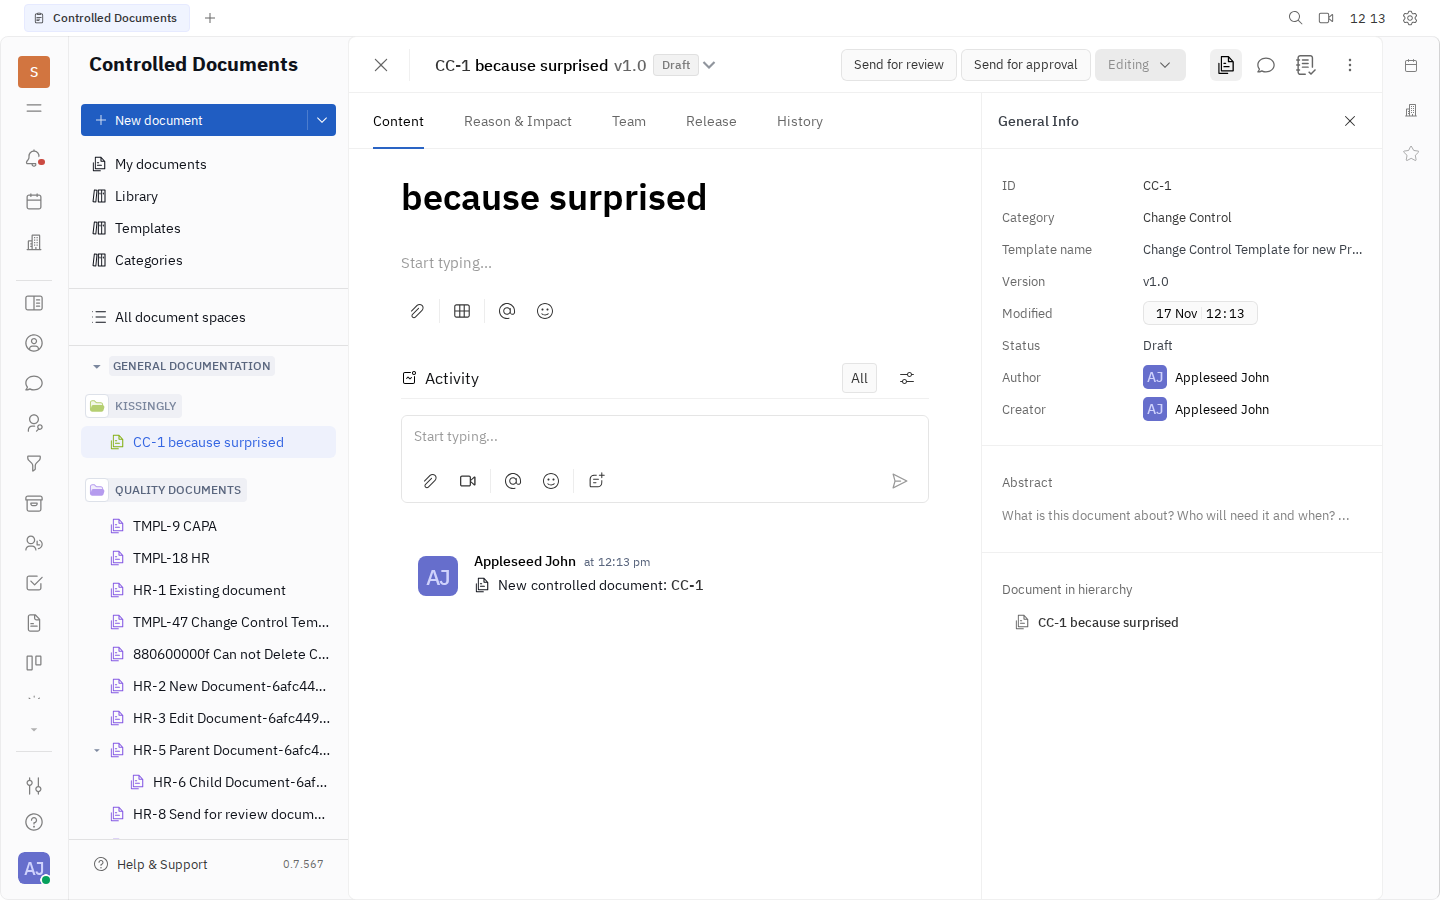 Controlled Documents
12 13
S
Controlled Documents
New document
My documents
Library
Templates
Categories
All document spaces
GENERAL DOCUMENTATION
KISSINGLY
CC-1 because surprised
QUALITY DOCUMENTS
TMPL-9 CAPA
TMPL-18 HR
HR-1 Existing document
TMPL-47 Change Control Tem...
880600000f Can not Delete C...
HR-2 New Document-6afc44...
HR-3 Edit Document-6afc449...
HR-5 Parent Document-6afc4...
HR-6 Child Document-6af...
HR-8 Send for review docum...
Help & Support
0.7.567
AJ
CC-1 because surprised v1.0 Draft
Send for review
Send for approval
Editing
Content
Reason & Impact
Team
Release
History
because surprised
Start typing...
Activity
All
Start typing...
AJ
Appleseed John at 12:13 pm
New controlled document: CC-1
General Info
ID CC-1
Category Change Control
Template name Change Control Template for new Pr...
Version v1.0
Modified 17 Nov 12:13
Status Draft
Author AJ Appleseed John
Creator AJ Appleseed John
Abstract
What is this document about? Who will need it and when? ...
Document in hierarchy
CC-1 because surprised